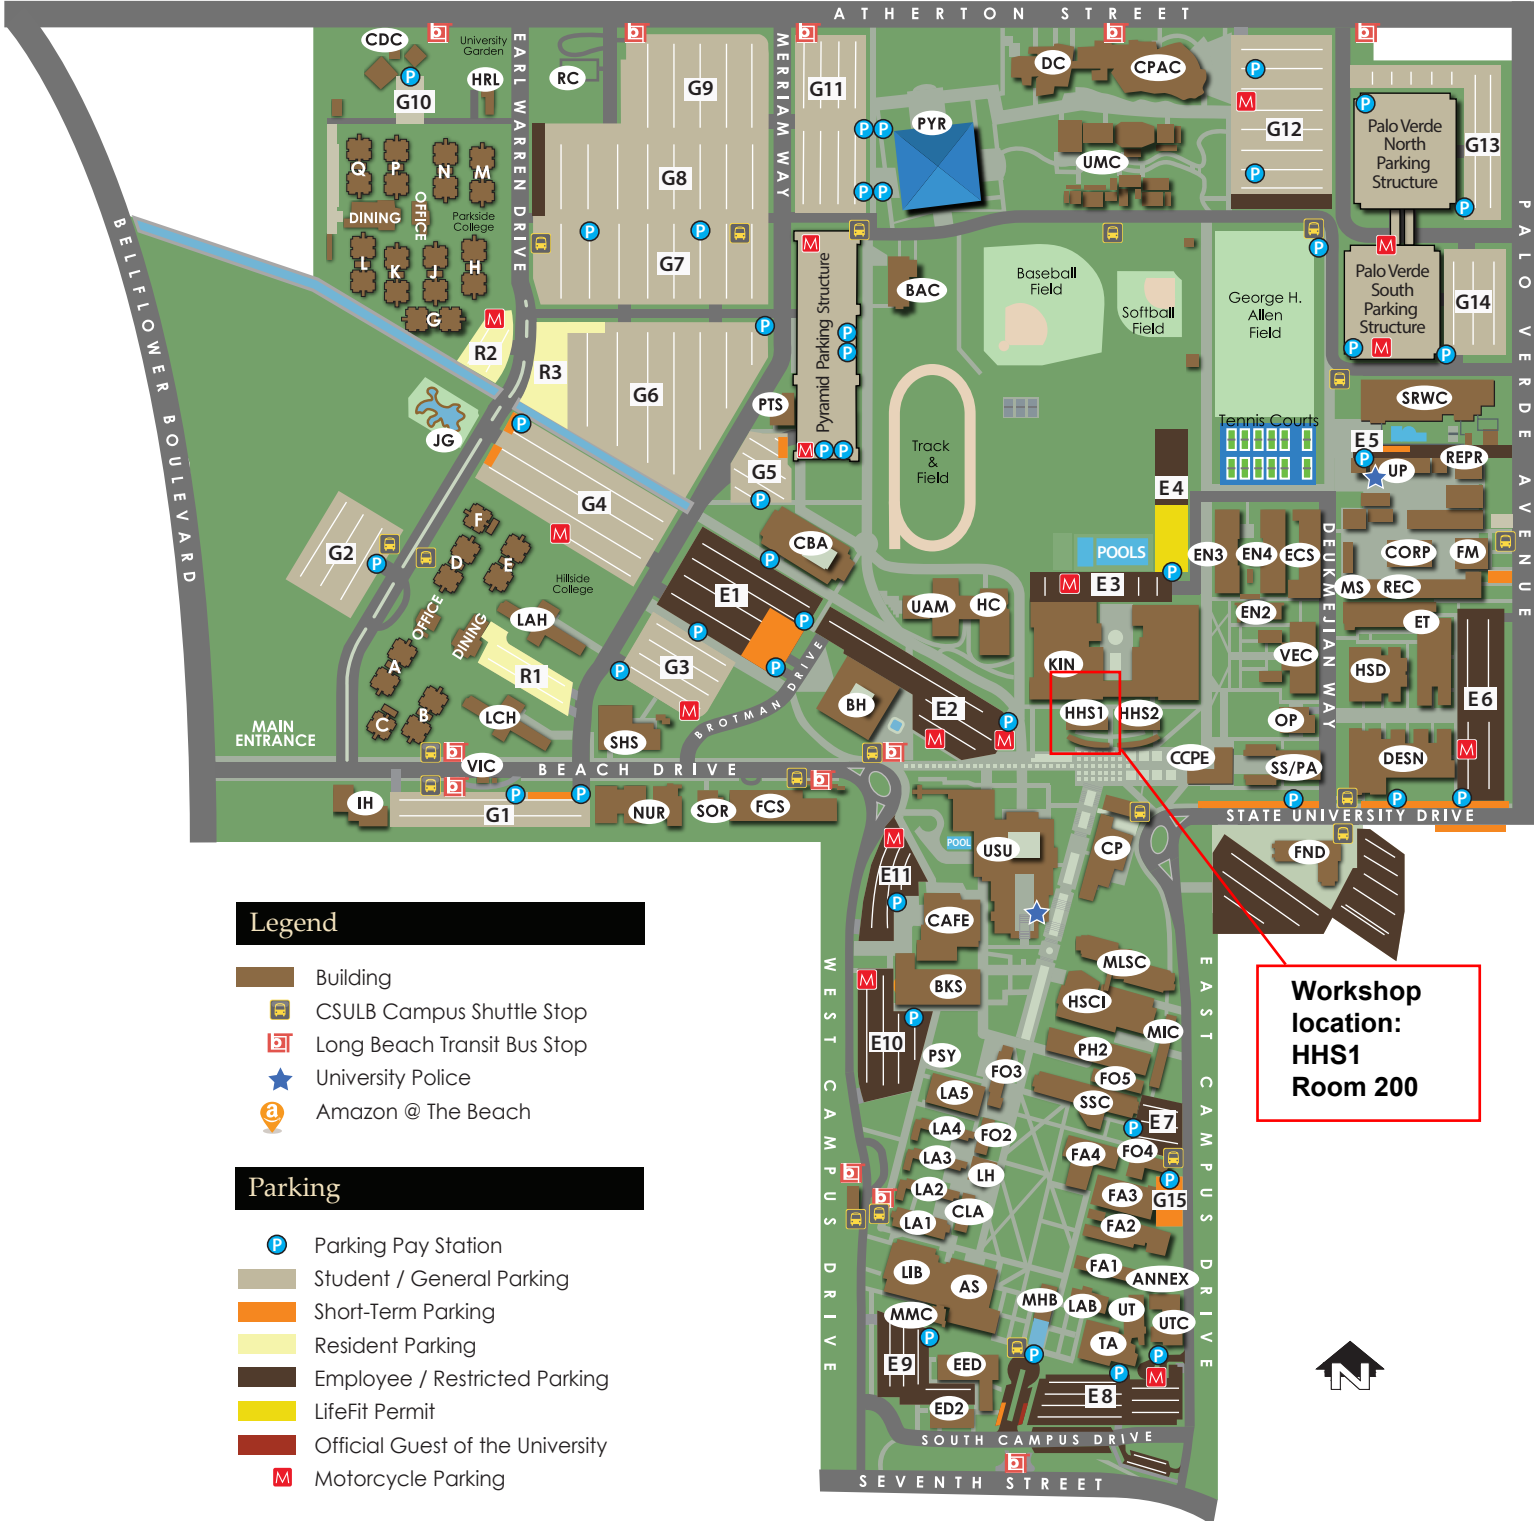 ATHERTON STREET
CDC
University
Garden
HRL
G10
EARL WARREN DRIVE
RC
G9
G8
G7
MERRIAM WAY
G11
PYR
DC
CPAC
UMC
G12
Palo Verde
North
Parking
Structure
G13
PALO VERDE AVENUE
Q
P
N
M
DINING
OFFICE
Parkside
College
L
K
J
H
G
BELLFLOWER BOULEVARD
R2
R3
G6
JG
PTS
Pyramid Parking Structure
BAC
Baseball
Field
Softball
Field
George H.
Allen
Field
Palo Verde
South
Parking
Structure
G14
SRWC
Tennis Courts
E5
UP
REPR
Track
&
Field
E4
G5
G4
G2
F
D
E
Hillside
College
OFFICE
DINING
LAH
A
B
C
R1
LCH
CBA
E1
G3
BROTMAN DRIVE
SHS
UAM
HC
POOLS
E3
EN3
EN4
ECS
EN2
DEUKMEJIAN WAY
CORP
FM
MS
REC
ET
VEC
HSD
E6
KIN
HHS1
HHS2
BH
E2
OP
CCPE
SS/PA
DESN
MAIN
ENTRANCE
VIC
BEACH DRIVE
IH
G1
NUR
SOR
FCS
STATE UNIVERSITY DRIVE
FND
POOL
USU
CP
E11
CAFE
BKS
E10
WEST CAMPUS DRIVE
EAST CAMPUS DRIVE
MLSC
HSCI
MIC
PH2
PSY
FO3
FO5
SSC
LA5
E7
LA4
FO2
FO4
LA3
FA4
LH
LA2
FA3
G15
CLA
LA1
FA2
LIB
AS
FA1
ANNEX
MHB
LAB
UT
UTC
MMC
TA
E9
EED
E8
ED2
SOUTH CAMPUS DRIVE
SEVENTH STREET
Workshop
location:
HHS1
Room 200
Legend
Building
CSULB Campus Shuttle Stop
Long Beach Transit Bus Stop
University Police
Amazon @ The Beach
Parking
P Parking Pay Station
Student / General Parking
Short-Term Parking
Resident Parking
Employee / Restricted Parking
LifeFit Permit
Official Guest of the University
M Motorcycle Parking
N